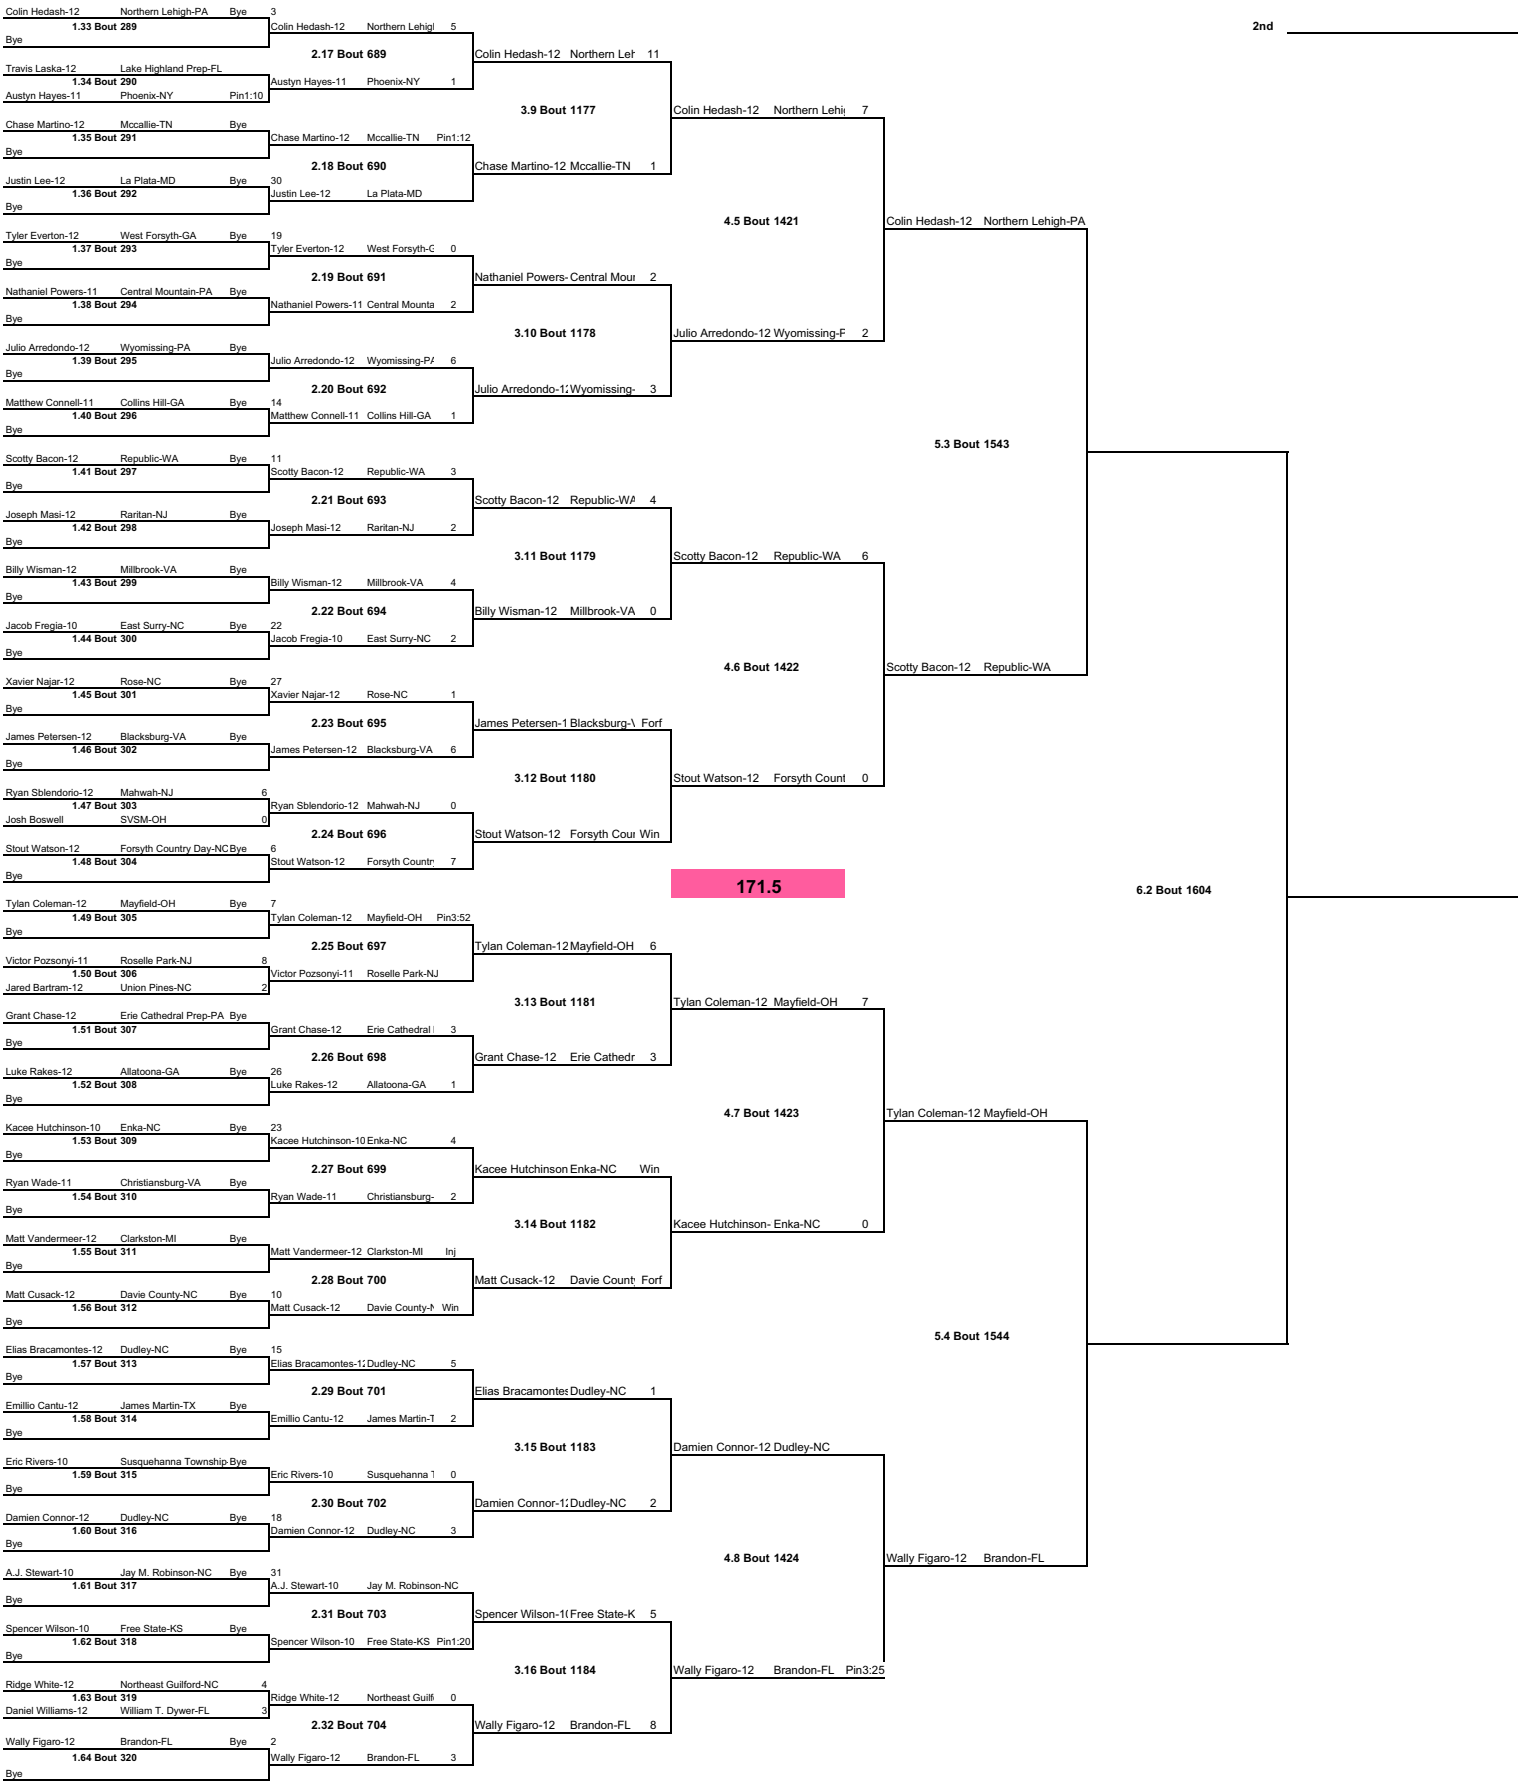 Colin Hedash-12 Northern Lehigh-PA Bye 3
1.33 Bout 289
Bye
Travis Laska-12 Lake Highland Prep-FL
1.34 Bout 290
Austyn Hayes-11 Phoenix-NY Pin1:10
Chase Martino-12 Mccallie-TN Bye
1.35 Bout 291
Bye
Justin Lee-12 La Plata-MD Bye 30
1.36 Bout 292
Bye
Tyler Everton-12 West Forsyth-GA Bye 19
1.37 Bout 293
Bye
Nathaniel Powers-11 Central Mountain-PA Bye
1.38 Bout 294
Bye
Julio Arredondo-12 Wyomissing-PA Bye
1.39 Bout 295
Bye
Matthew Connell-11 Collins Hill-GA Bye 14
1.40 Bout 296
Bye
Scotty Bacon-12 Republic-WA Bye 11
1.41 Bout 297
Bye
Joseph Masi-12 Raritan-NJ Bye
1.42 Bout 298
Bye
Billy Wisman-12 Millbrook-VA Bye
1.43 Bout 299
Bye
Jacob Fregia-10 East Surry-NC Bye 22
1.44 Bout 300
Bye
Xavier Najar-12 Rose-NC Bye 27
1.45 Bout 301
Bye
James Petersen-12 Blacksburg-VA Bye
1.46 Bout 302
Bye
Ryan Sblendorio-12 Mahwah-NJ 6
1.47 Bout 303
Josh Boswell SVSM-OH 0
Stout Watson-12 Forsyth Country Day-NC Bye 6
1.48 Bout 304
Bye
Tylan Coleman-12 Mayfield-OH Bye 7
1.49 Bout 305
Bye
Victor Pozsonyi-11 Roselle Park-NJ 8
1.50 Bout 306
Jared Bartram-12 Union Pines-NC 2
Grant Chase-12 Erie Cathedral Prep-PA Bye
1.51 Bout 307
Bye
Luke Rakes-12 Allatoona-GA Bye 26
1.52 Bout 308
Bye
Kacee Hutchinson-10 Enka-NC Bye 23
1.53 Bout 309
Bye
Ryan Wade-11 Christiansburg-VA Bye
1.54 Bout 310
Bye
Matt Vandermeer-12 Clarkston-MI Bye
1.55 Bout 311
Bye
Matt Cusack-12 Davie County-NC Bye 10
1.56 Bout 312
Bye
Elias Bracamontes-12 Dudley-NC Bye 15
1.57 Bout 313
Bye
Emillio Cantu-12 James Martin-TX Bye
1.58 Bout 314
Bye
Eric Rivers-10 Susquehanna Township- Bye
1.59 Bout 315
Bye
Damien Connor-12 Dudley-NC Bye 18
1.60 Bout 316
Bye
A.J. Stewart-10 Jay M. Robinson-NC Bye 31
1.61 Bout 317
Bye
Spencer Wilson-10 Free State-KS Bye
1.62 Bout 318
Bye
Ridge White-12 Northeast Guilford-NC 4
1.63 Bout 319
Daniel Williams-12 William T. Dywer-FL 3
Wally Figaro-12 Brandon-FL Bye 2
1.64 Bout 320
Bye
Colin Hedash-12 Northern Lehig 5
2.17 Bout 689
Austyn Hayes-11 Phoenix-NY 1
Chase Martino-12 Mccallie-TN Pin1:12
2.18 Bout 690
Justin Lee-12 La Plata-MD
Tyler Everton-12 West Forsyth-G 0
2.19 Bout 691
Nathaniel Powers-11 Central Mounta 2
Julio Arredondo-12 Wyomissing-PA 6
2.20 Bout 692
Matthew Connell-11 Collins Hill-GA 1
Scotty Bacon-12 Republic-WA 3
2.21 Bout 693
Joseph Masi-12 Raritan-NJ 2
Billy Wisman-12 Millbrook-VA 4
2.22 Bout 694
Jacob Fregia-10 East Surry-NC 2
Xavier Najar-12 Rose-NC 1
2.23 Bout 695
James Petersen-12 Blacksburg-VA 6
Ryan Sblendorio-12 Mahwah-NJ 0
2.24 Bout 696
Stout Watson-12 Forsyth Country 7
Tylan Coleman-12 Mayfield-OH Pin3:52
2.25 Bout 697
Victor Pozsonyi-11 Roselle Park-NJ
Grant Chase-12 Erie Cathedral 3
2.26 Bout 698
Luke Rakes-12 Allatoona-GA 1
Kacee Hutchinson-10 Enka-NC 4
2.27 Bout 699
Ryan Wade-11 Christiansburg- 2
Matt Vandermeer-12 Clarkston-MI Inj
2.28 Bout 700
Matt Cusack-12 Davie County-N Win
Elias Bracamontes-12 Dudley-NC 5
2.29 Bout 701
Emillio Cantu-12 James Martin-T 2
Eric Rivers-10 Susquehanna T 0
2.30 Bout 702
Damien Connor-12 Dudley-NC 3
A.J. Stewart-10 Jay M. Robinson-NC
2.31 Bout 703
Spencer Wilson-10 Free State-KS Pin1:20
Ridge White-12 Northeast Guilf 0
2.32 Bout 704
Wally Figaro-12 Brandon-FL 3
Colin Hedash-12 Northern Leh 11
3.9 Bout 1177
Chase Martino-12 Mccallie-TN 1
Nathaniel Powers- Central Moun 2
3.10 Bout 1178
Julio Arredondo-12 Wyomissing- 3
Scotty Bacon-12 Republic-WA 4
3.11 Bout 1179
Billy Wisman-12 Millbrook-VA 0
James Petersen-1 Blacksburg-V Forf
3.12 Bout 1180
Stout Watson-12 Forsyth Coun Win
Tylan Coleman-12 Mayfield-OH 6
3.13 Bout 1181
Grant Chase-12 Erie Cathedr 3
Kacee Hutchinson Enka-NC Win
3.14 Bout 1182
Matt Cusack-12 Davie County Forf
Elias Bracamontes Dudley-NC 1
3.15 Bout 1183
Damien Connor-12 Dudley-NC 2
Spencer Wilson-10 Free State-K 5
3.16 Bout 1184
Wally Figaro-12 Brandon-FL 8
Colin Hedash-12 Northern Lehi 7
4.5 Bout 1421
Julio Arredondo-12 Wyomissing-P 2
Scotty Bacon-12 Republic-WA 6
4.6 Bout 1422
Stout Watson-12 Forsyth Count 0
171.5
Tylan Coleman-12 Mayfield-OH 7
4.7 Bout 1423
Kacee Hutchinson- Enka-NC 0
Damien Connor-12 Dudley-NC
4.8 Bout 1424
Wally Figaro-12 Brandon-FL Pin3:25
Colin Hedash-12 Northern Lehigh-PA
5.3 Bout 1543
Scotty Bacon-12 Republic-WA
Tylan Coleman-12 Mayfield-OH
5.4 Bout 1544
Wally Figaro-12 Brandon-FL
6.2 Bout 1604
2nd